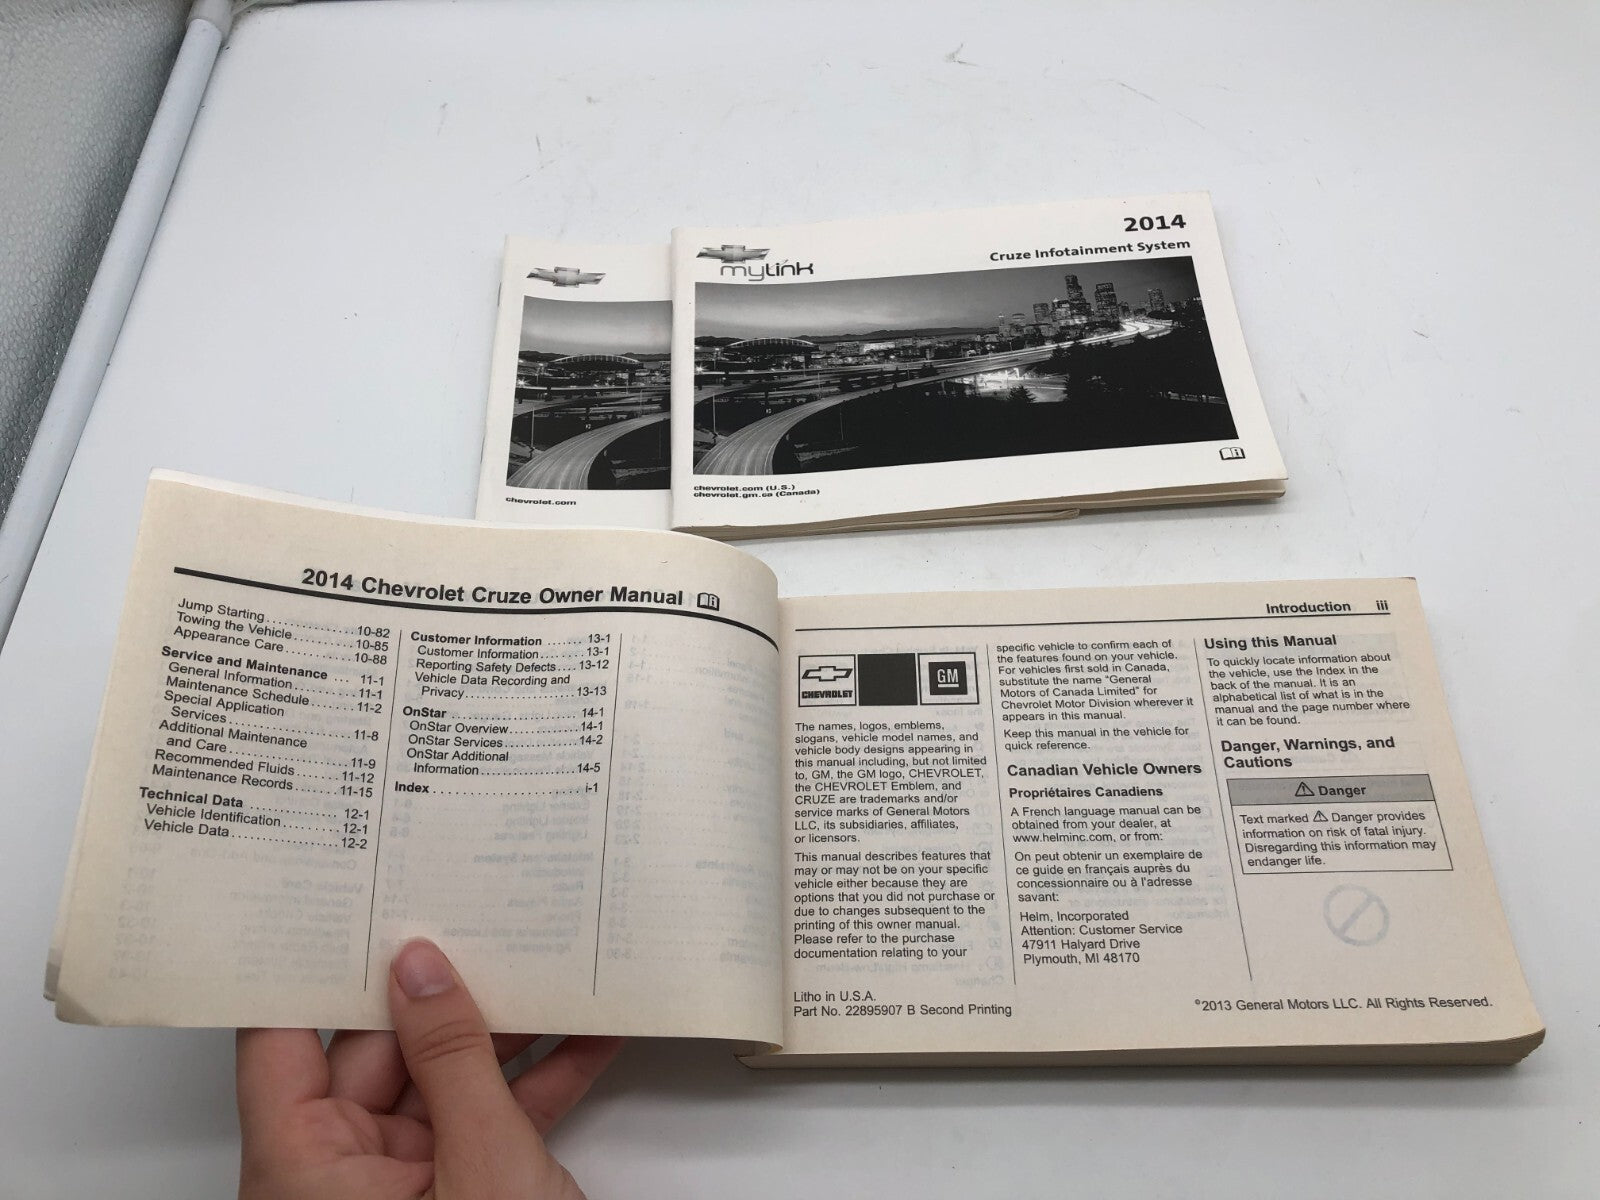 2014
Cruze Infotainment System
mylink
chevrolet.com (U.S.)
chevrolet.gm.ca (Canada)
chevrolet.com
2014 Chevrolet Cruze Owner Manual
Jump Starting . . . . . . . . . . . . . . 10-82
Towing the Vehicle . . . . . . . . . 10-85
Appearance Care . . . . . . . . . . 10-88
Service and Maintenance . . . 11-1
General Information . . . . . . . . . 11-1
Maintenance Schedule . . . . . . 11-2
Special Application
Services . . . . . . . . . . . . . . . . . . 11-8
Additional Maintenance
and Care . . . . . . . . . . . . . . . . . 11-9
Recommended Fluids . . . . . . . 11-12
Maintenance Records . . . . . . . 11-15
Technical Data . . . . . . . . . . . . . 12-1
Vehicle Identification . . . . . . . . 12-1
Vehicle Data . . . . . . . . . . . . . . . 12-2
Customer Information . . . . . . . 13-1
Customer Information . . . . . . . . 13-1
Reporting Safety Defects . . . . 13-12
Vehicle Data Recording and
Privacy . . . . . . . . . . . . . . . . . 13-13
OnStar . . . . . . . . . . . . . . . . . . . . 14-1
OnStar Overview . . . . . . . . . . . . 14-1
OnStar Services . . . . . . . . . . . . 14-2
OnStar Additional
Information . . . . . . . . . . . . . . . 14-5
Index . . . . . . . . . . . . . . . . . . . . . . i-1
Introduction iii
CHEVROLET
GM
The names, logos, emblems,
slogans, vehicle model names, and
vehicle body designs appearing in
this manual including, but not limited
to, GM, the GM logo, CHEVROLET,
the CHEVROLET Emblem, and
CRUZE are trademarks and/or
service marks of General Motors
LLC, its subsidiaries, affiliates,
or licensors.
This manual describes features that
may or may not be on your specific
vehicle either because they are
options that you did not purchase or
due to changes subsequent to the
printing of this owner manual.
Please refer to the purchase
documentation relating to your
specific vehicle to confirm each of
the features found on your vehicle.
For vehicles first sold in Canada,
substitute the name "General
Motors of Canada Limited" for
Chevrolet Motor Division wherever it
appears in this manual.
Keep this manual in the vehicle for
quick reference.
Canadian Vehicle Owners
Propriétaires Canadiens
A French language manual can be
obtained from your dealer, at
www.helminc.com, or from:
On peut obtenir un exemplaire de
ce guide en français auprès du
concessionnaire ou à l'adresse
savant:
Helm, Incorporated
Attention: Customer Service
47911 Halyard Drive
Plymouth, MI 48170
Using this Manual
To quickly locate information about
the vehicle, use the Index in the
back of the manual. It is an
alphabetical list of what is in the
manual and the page number where
it can be found.
Danger, Warnings, and
Cautions
⚠ Danger
Text marked ⚠ Danger provides
information on risk of fatal injury.
Disregarding this information may
endanger life.
Litho in U.S.A.
Part No. 22895907 B Second Printing
©2013 General Motors LLC. All Rights Reserved.